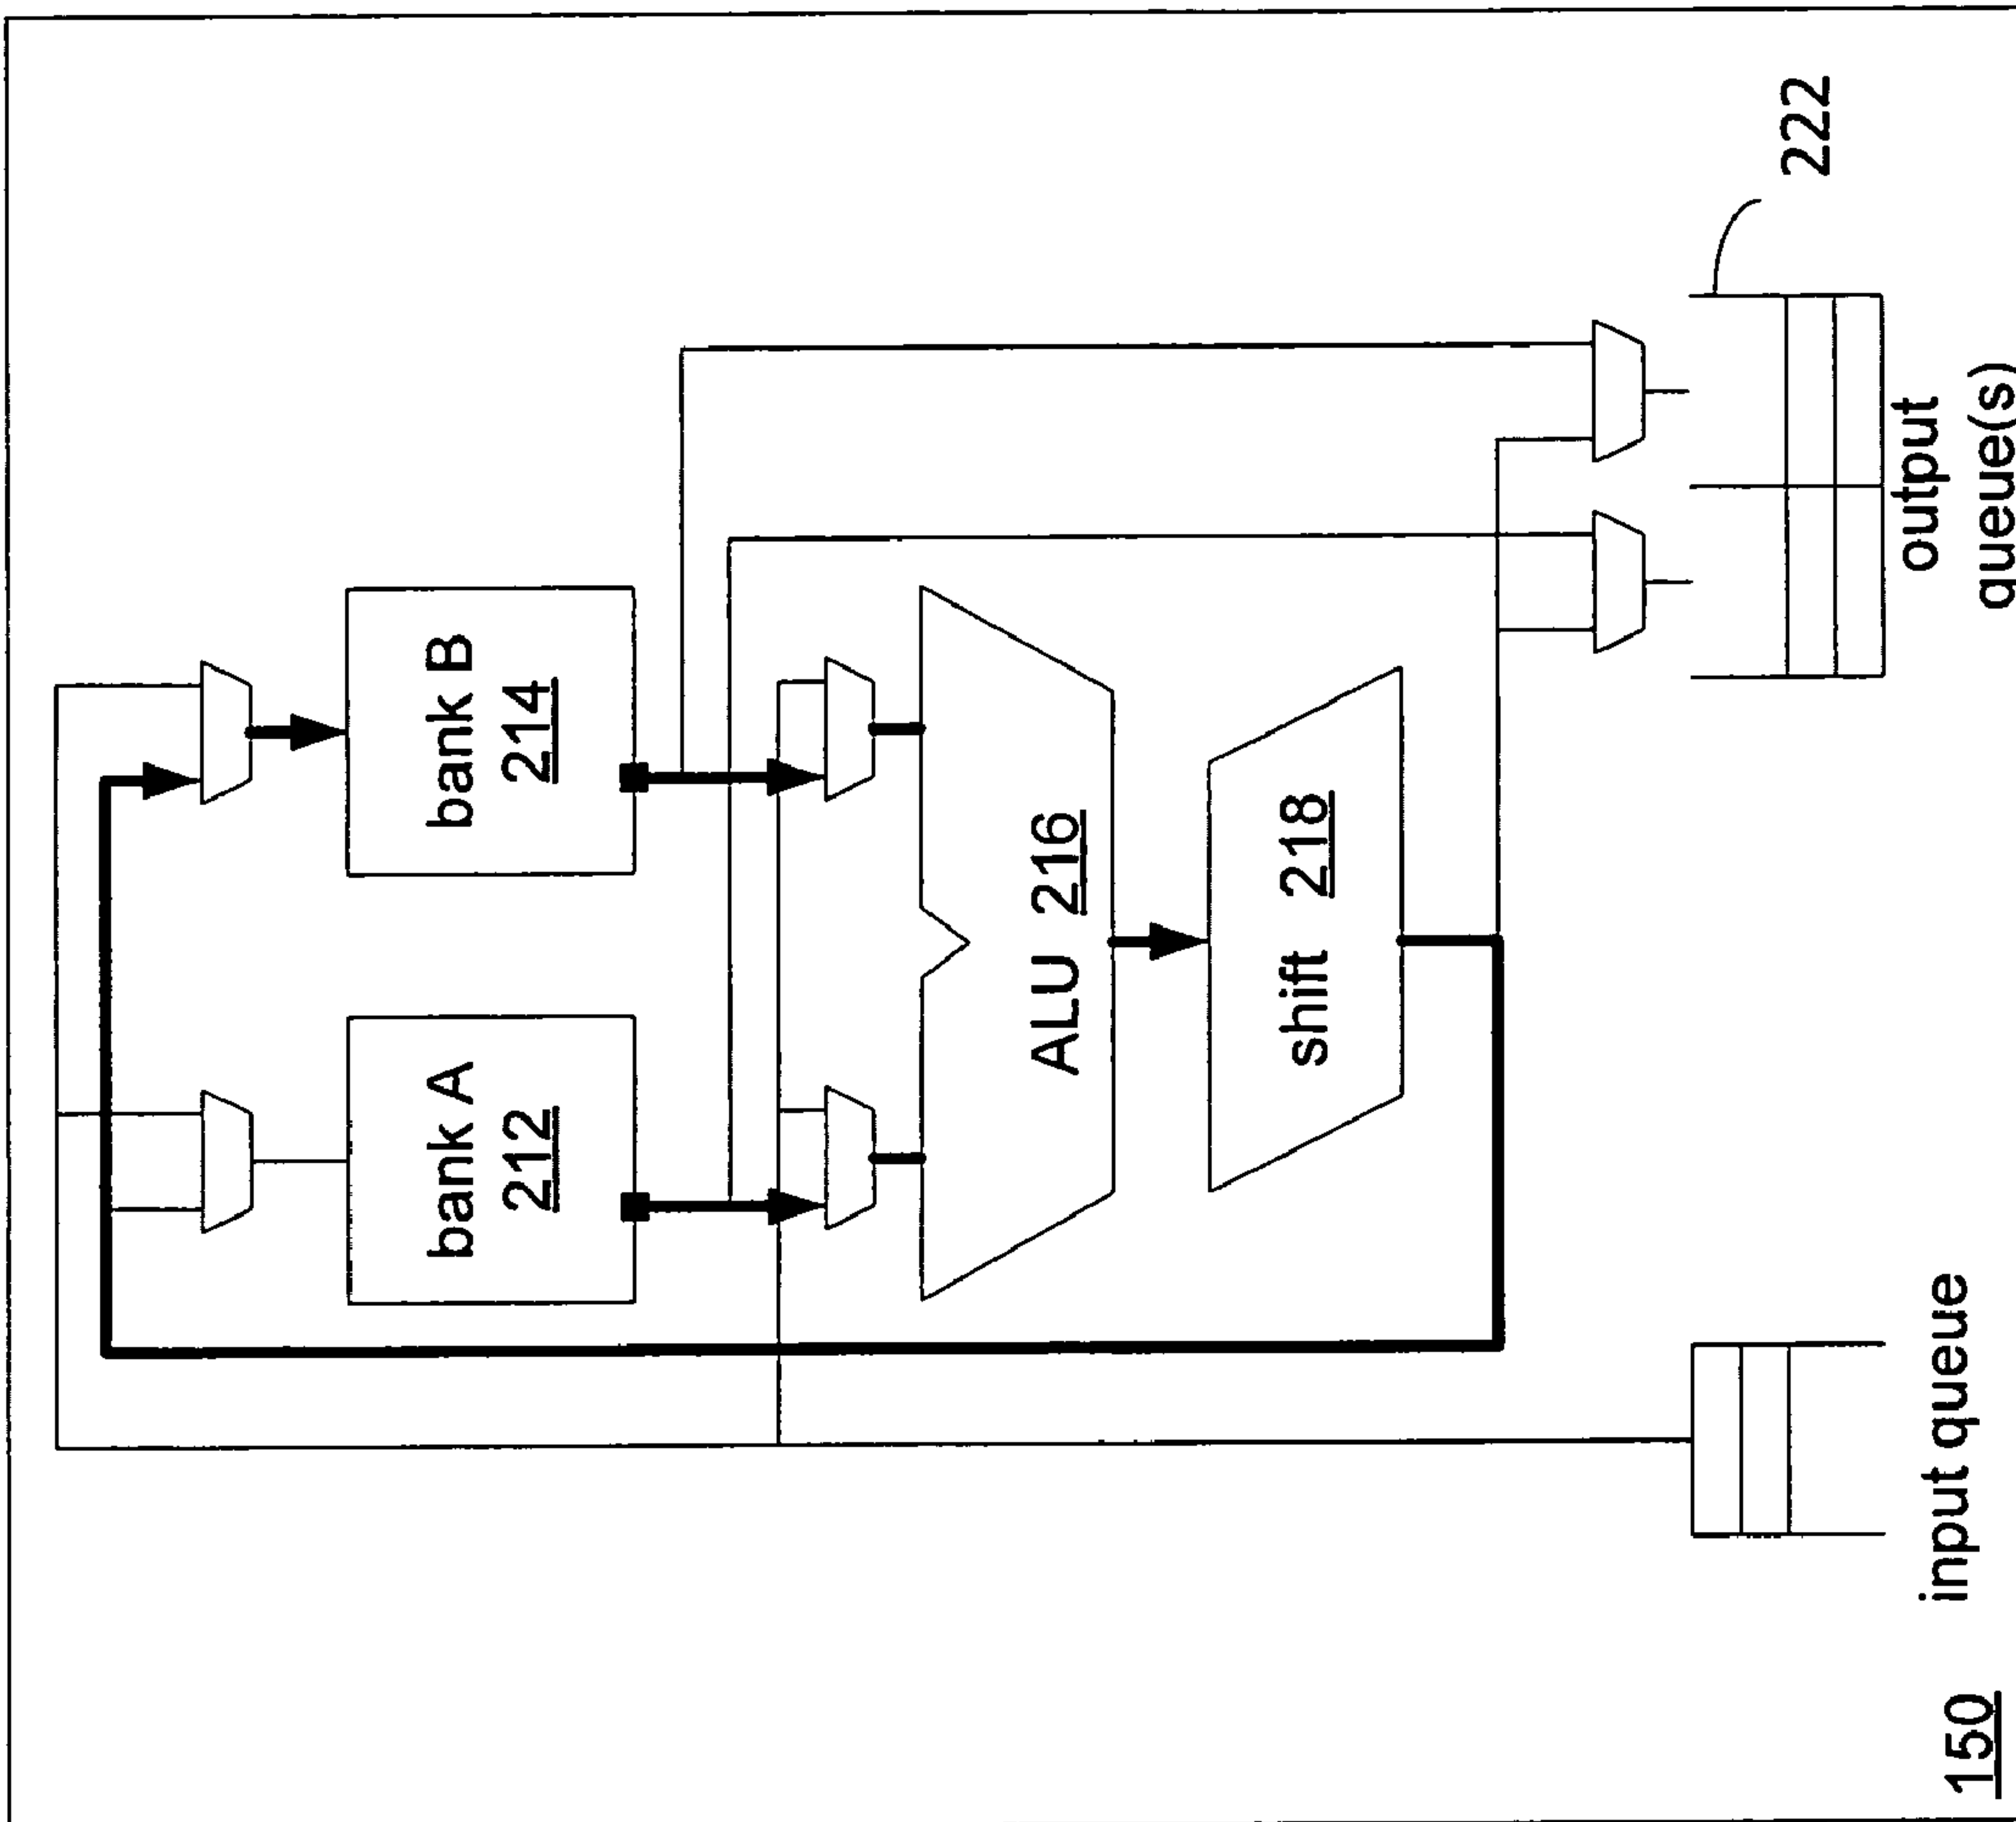 bank A
212
bank B
214
ALU 216
shift 218
222
input queue
output
queue(s)
150